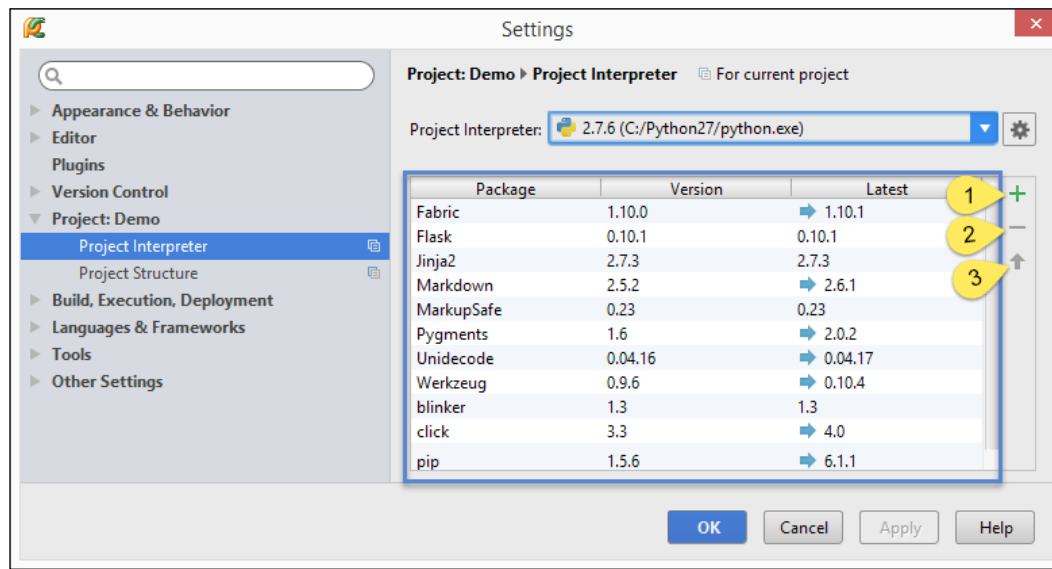 Settings
Project: Demo Project Interpreter For current project
Appearance & Behavior
Editor
Plugins
Version Control
Project: Demo
Project Interpreter
Project Structure
Build, Execution, Deployment
Languages & Frameworks
Tools
Other Settings
Project Interpreter: 2.7.6 (C:/Python27/python.exe)
Package Version Latest
Fabric 1.10.0 1.10.1
Flask 0.10.1 0.10.1
Jinja2 2.7.3 2.7.3
Markdown 2.5.2 2.6.1
MarkupSafe 0.23 0.23
Pygments 1.6 2.0.2
Unidecode 0.04.16 0.04.17
Werkzeug 0.9.6 0.10.4
blinker 1.3 1.3
click 3.3 4.0
pip 1.5.6 6.1.1
1
2
3
OK Cancel Apply Help